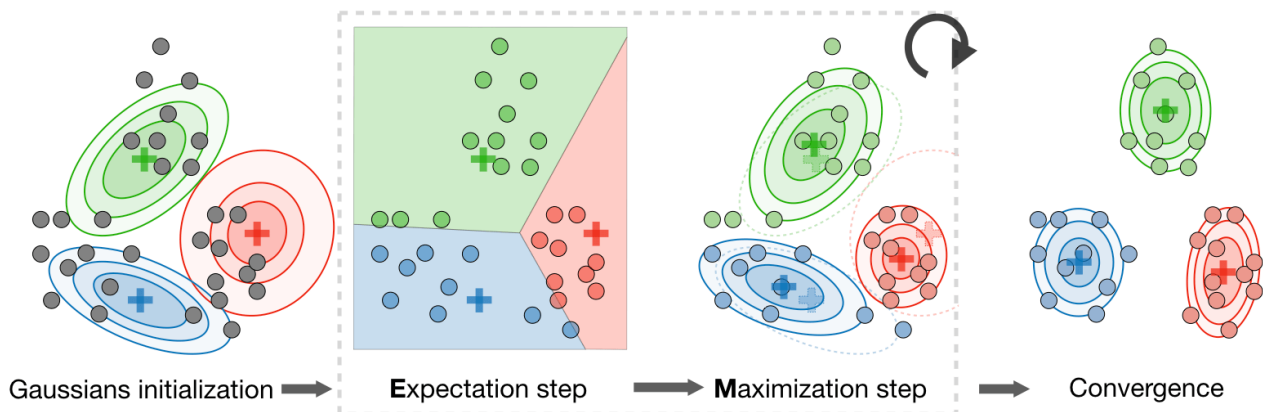 Gaussians initialization
Expectation step
Maximization step
Convergence